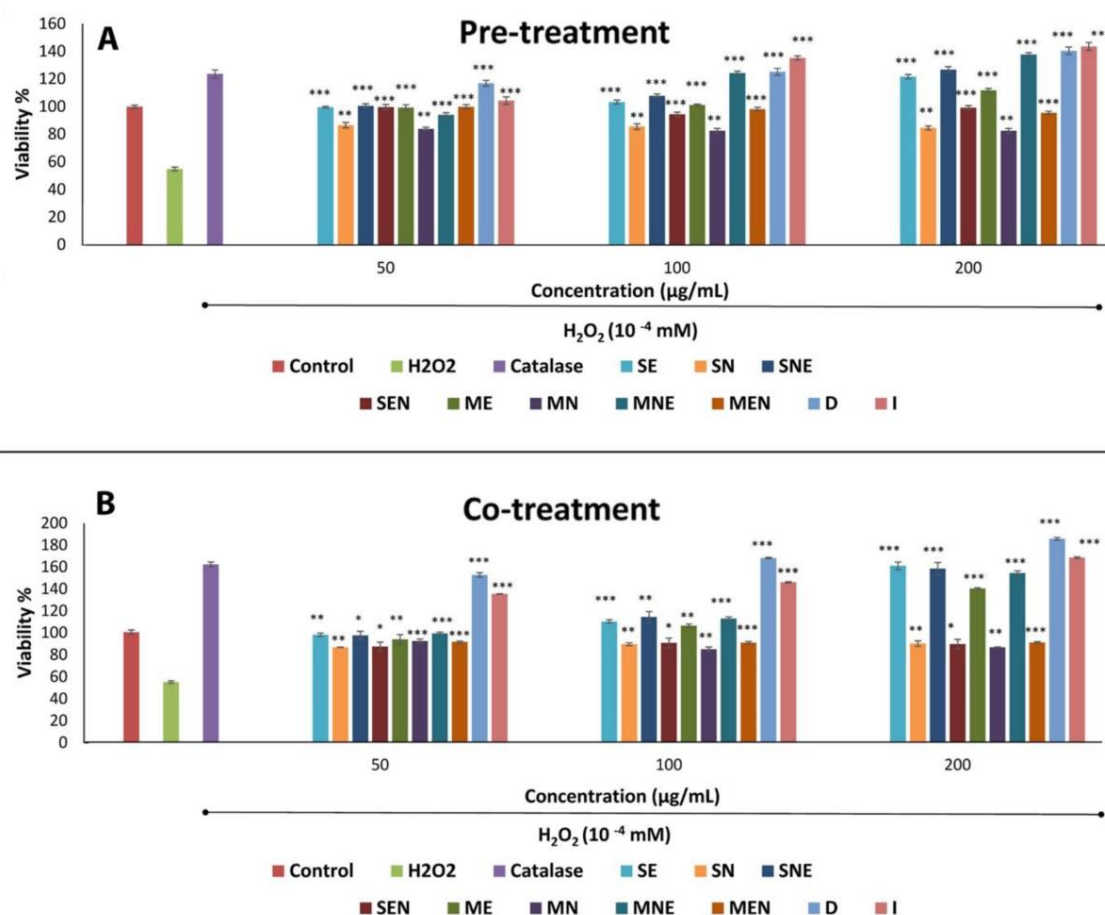 A
Pre-treatment
Viability %
160
140
120
100
80
60
40
20
0
*** ** *** *** *** ** *** *** *** ***
*** ** *** *** *** ** *** *** *** ***
*** ** *** *** *** ** *** *** *** **
50 100 200
Concentration (µg/mL)
H₂O₂ (10 ⁻⁴ mM)
Control H2O2 Catalase SE SN SNE
SEN ME MN MNE MEN D I
B
Co-treatment
Viability %
200
180
160
140
120
100
80
60
40
20
0
** ** * * ** *** *** *** *** ***
*** ** ** * ** ** *** *** *** ***
*** ** *** * *** ** *** *** *** ***
50 100 200
Concentration (µg/mL)
H₂O₂ (10 ⁻⁴ mM)
Control H2O2 Catalase SE SN SNE
SEN ME MN MNE MEN D I